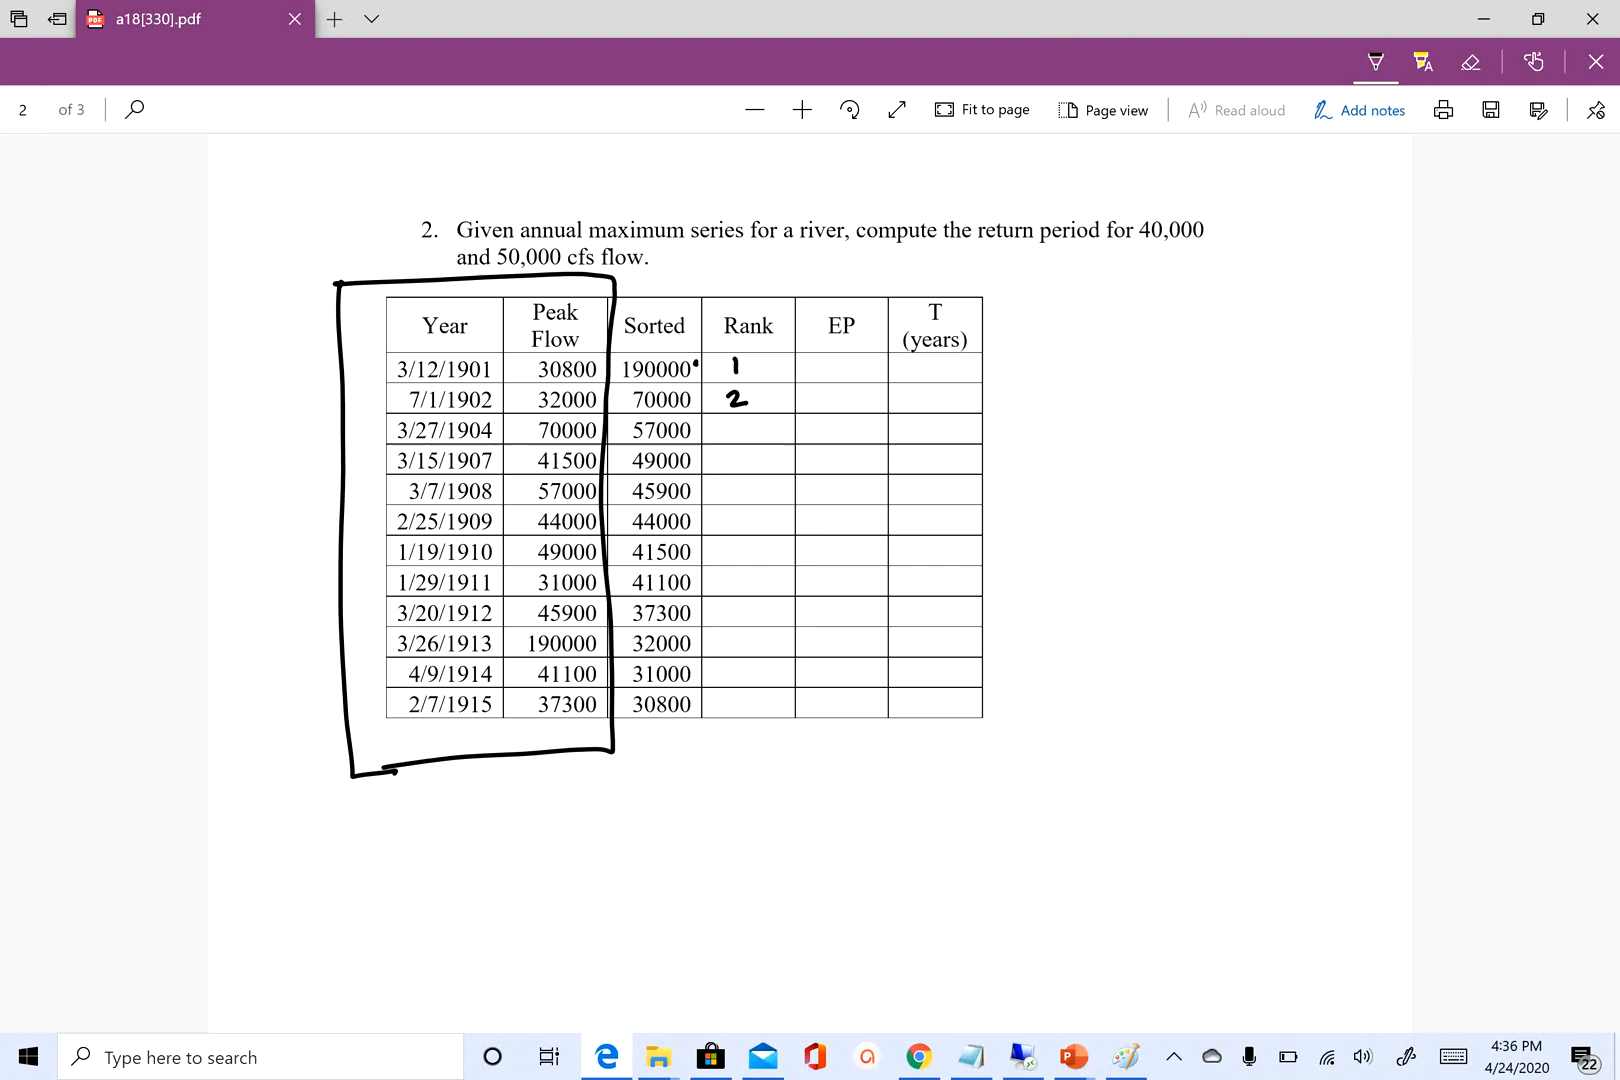 a18[330].pdf
2 of 3
Fit to page
Page view
Read aloud
Add notes
2. Given annual maximum series for a river, compute the return period for 40,000
and 50,000 cfs flow.
Year Peak Flow Sorted Rank EP T (years)
3/12/1901 30800 190000 1
7/1/1902 32000 70000 2
3/27/1904 70000 57000
3/15/1907 41500 49000
3/7/1908 57000 45900
2/25/1909 44000 44000
1/19/1910 49000 41500
1/29/1911 31000 41100
3/20/1912 45900 37300
3/26/1913 190000 32000
4/9/1914 41100 31000
2/7/1915 37300 30800
Type here to search
4:36 PM
4/24/2020
22